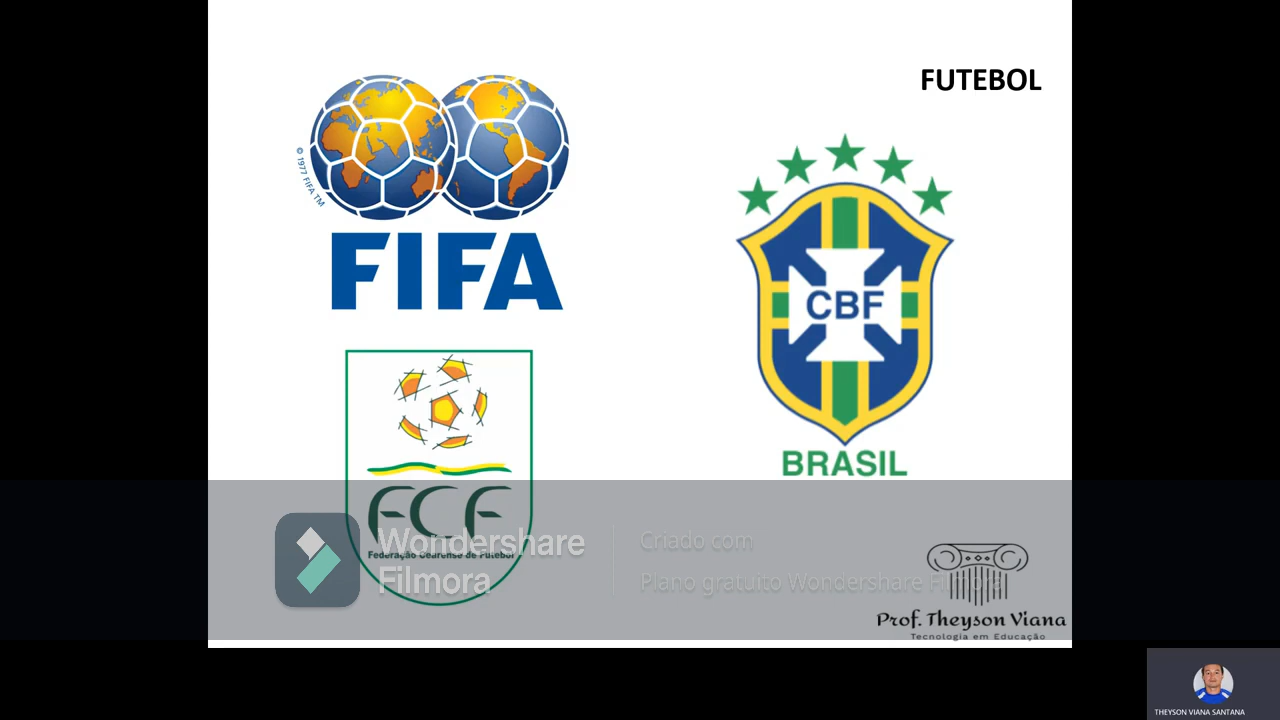 FUTEBOL
© 1977 FIFA TM
FIFA
CBF
BRASIL
FCF
Federação Cearense de Futebol
Wondershare
Filmora
Criado com
Plano gratuito Wondershare Filmora
Prof. Theyson Viana
Tecnologia em Educação
THEYSON VIANA SANTANA